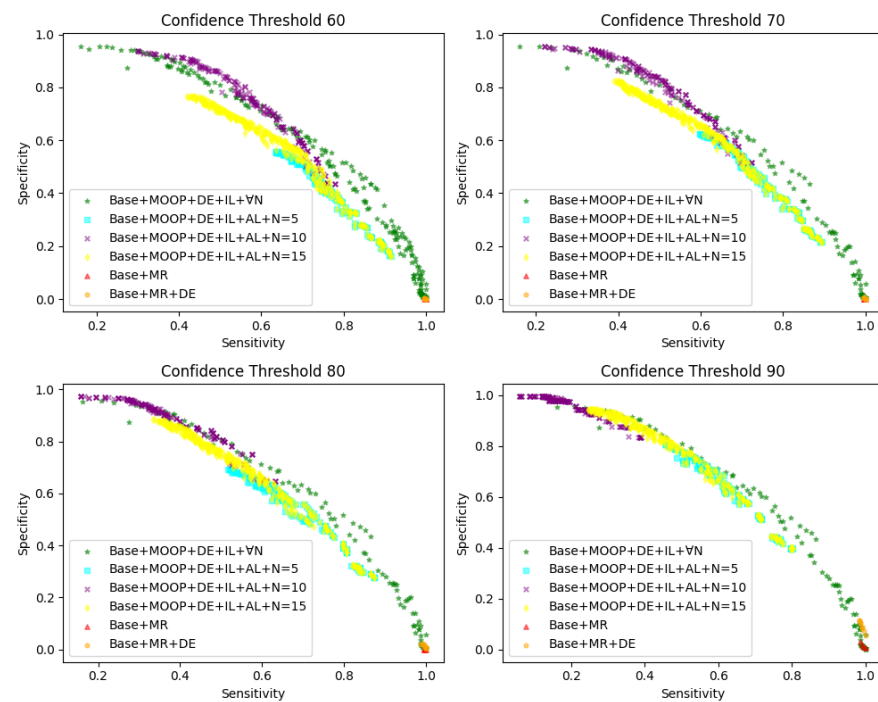 Confidence Threshold 60
1.0
0.8
0.6
0.4
0.2
0.0
Specificity
Base+MOOP+DE+IL+∀N
Base+MOOP+DE+IL+AL+N=5
Base+MOOP+DE+IL+AL+N=10
Base+MOOP+DE+IL+AL+N=15
Base+MR
Base+MR+DE
0.2 0.4 0.6 0.8 1.0
Sensitivity
Confidence Threshold 70
1.0
0.8
0.6
0.4
0.2
0.0
Specificity
Base+MOOP+DE+IL+∀N
Base+MOOP+DE+IL+AL+N=5
Base+MOOP+DE+IL+AL+N=10
Base+MOOP+DE+IL+AL+N=15
Base+MR
Base+MR+DE
0.2 0.4 0.6 0.8 1.0
Sensitivity
Confidence Threshold 80
1.0
0.8
0.6
0.4
0.2
0.0
Specificity
Base+MOOP+DE+IL+∀N
Base+MOOP+DE+IL+AL+N=5
Base+MOOP+DE+IL+AL+N=10
Base+MOOP+DE+IL+AL+N=15
Base+MR
Base+MR+DE
0.2 0.4 0.6 0.8 1.0
Sensitivity
Confidence Threshold 90
1.0
0.8
0.6
0.4
0.2
0.0
Specificity
Base+MOOP+DE+IL+∀N
Base+MOOP+DE+IL+AL+N=5
Base+MOOP+DE+IL+AL+N=10
Base+MOOP+DE+IL+AL+N=15
Base+MR
Base+MR+DE
0.2 0.4 0.6 0.8 1.0
Sensitivity